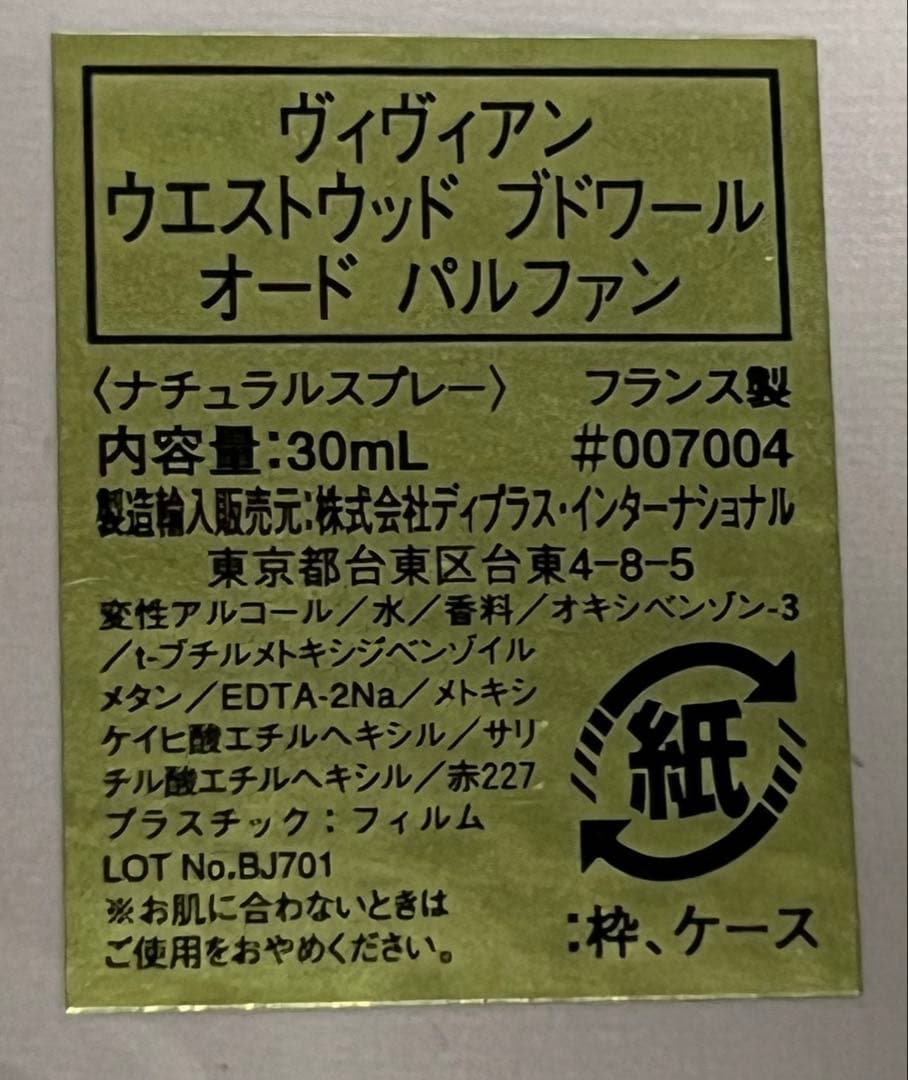 ヴィヴィアン
ウエストウッド ブドワール
オード パルファン
〈ナチュラルスプレー〉 フランス製
内容量:30mL #007004
製造輸入販売元:株式会社ディプラス・インターナショナル
東京都台東区台東4-8-5
変性アルコール/水/香料/オキシベンゾン-3
/t-ブチルメトキシジベンゾイル
メタン/EDTA-2Na/メトキシ
ケイヒ酸エチルヘキシル/サリ
チル酸エチルヘキシル/赤227
プラスチック:フィルム
LOT No.BJ701
※お肌に合わないときは
ご使用をおやめください。
紙
:枠、ケース